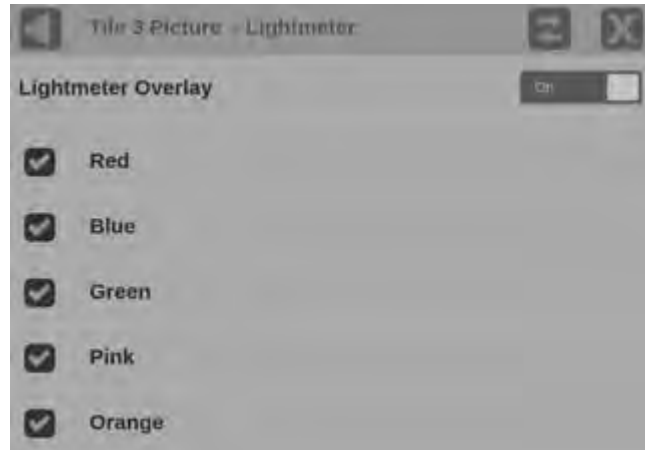 Tile 3 Picture - Lightmeter
Lightmeter Overlay
On
Red
Blue
Green
Pink
Orange